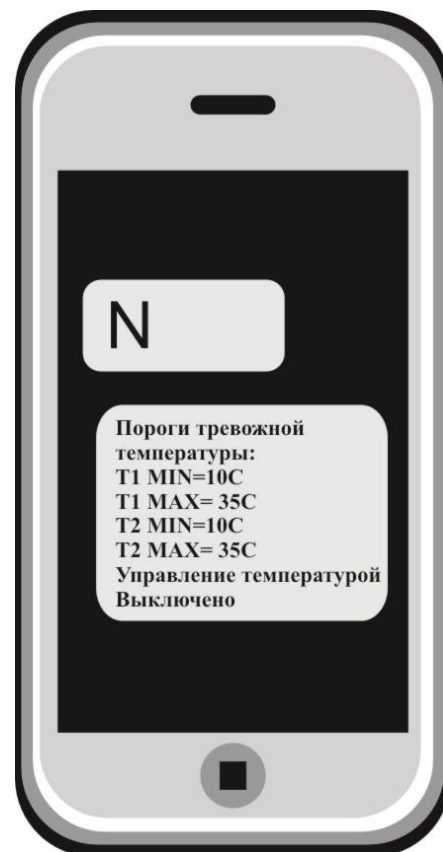 N
Пороги тревожной
температуры:
T1 MIN=10C
T1 MAX= 35C
T2 MIN=10C
T2 MAX= 35C
Управление температурой
Выключено